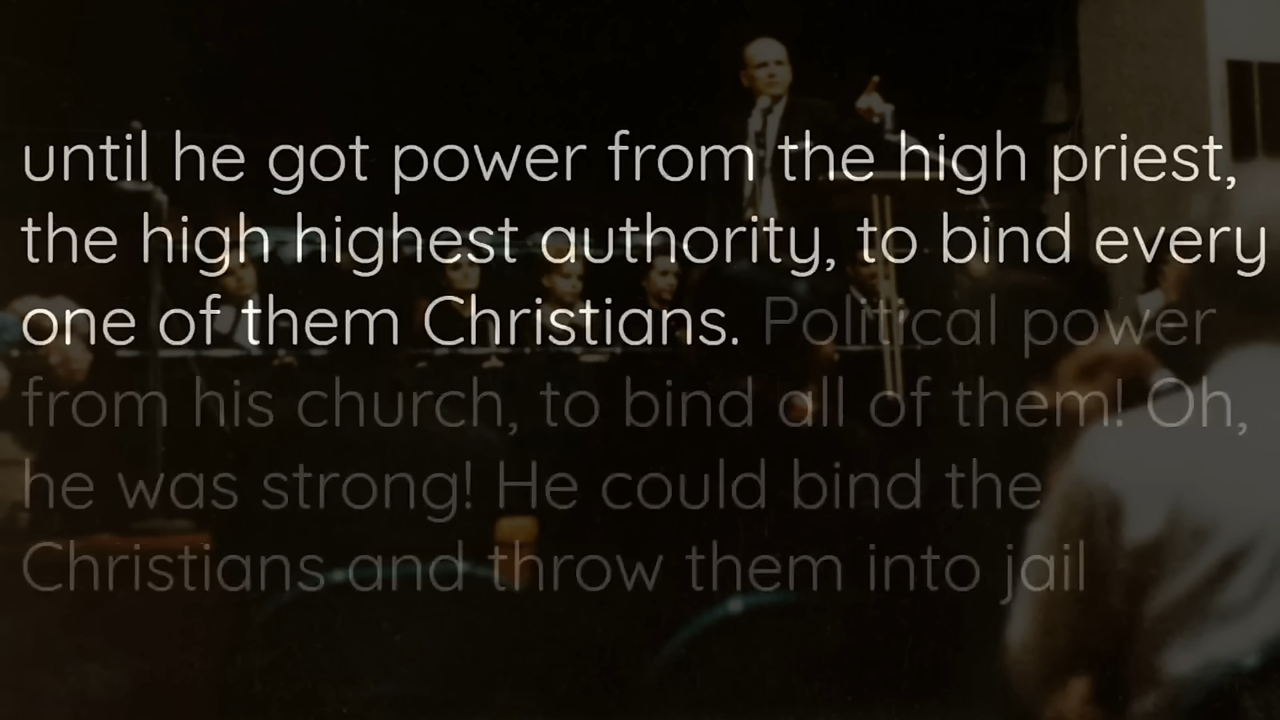 until he got power from the high priest,
the high highest authority, to bind every
one of them Christians. Political power
from his church, to bind all of them! Oh,
he was strong! He could bind the
Christians and throw them into jail